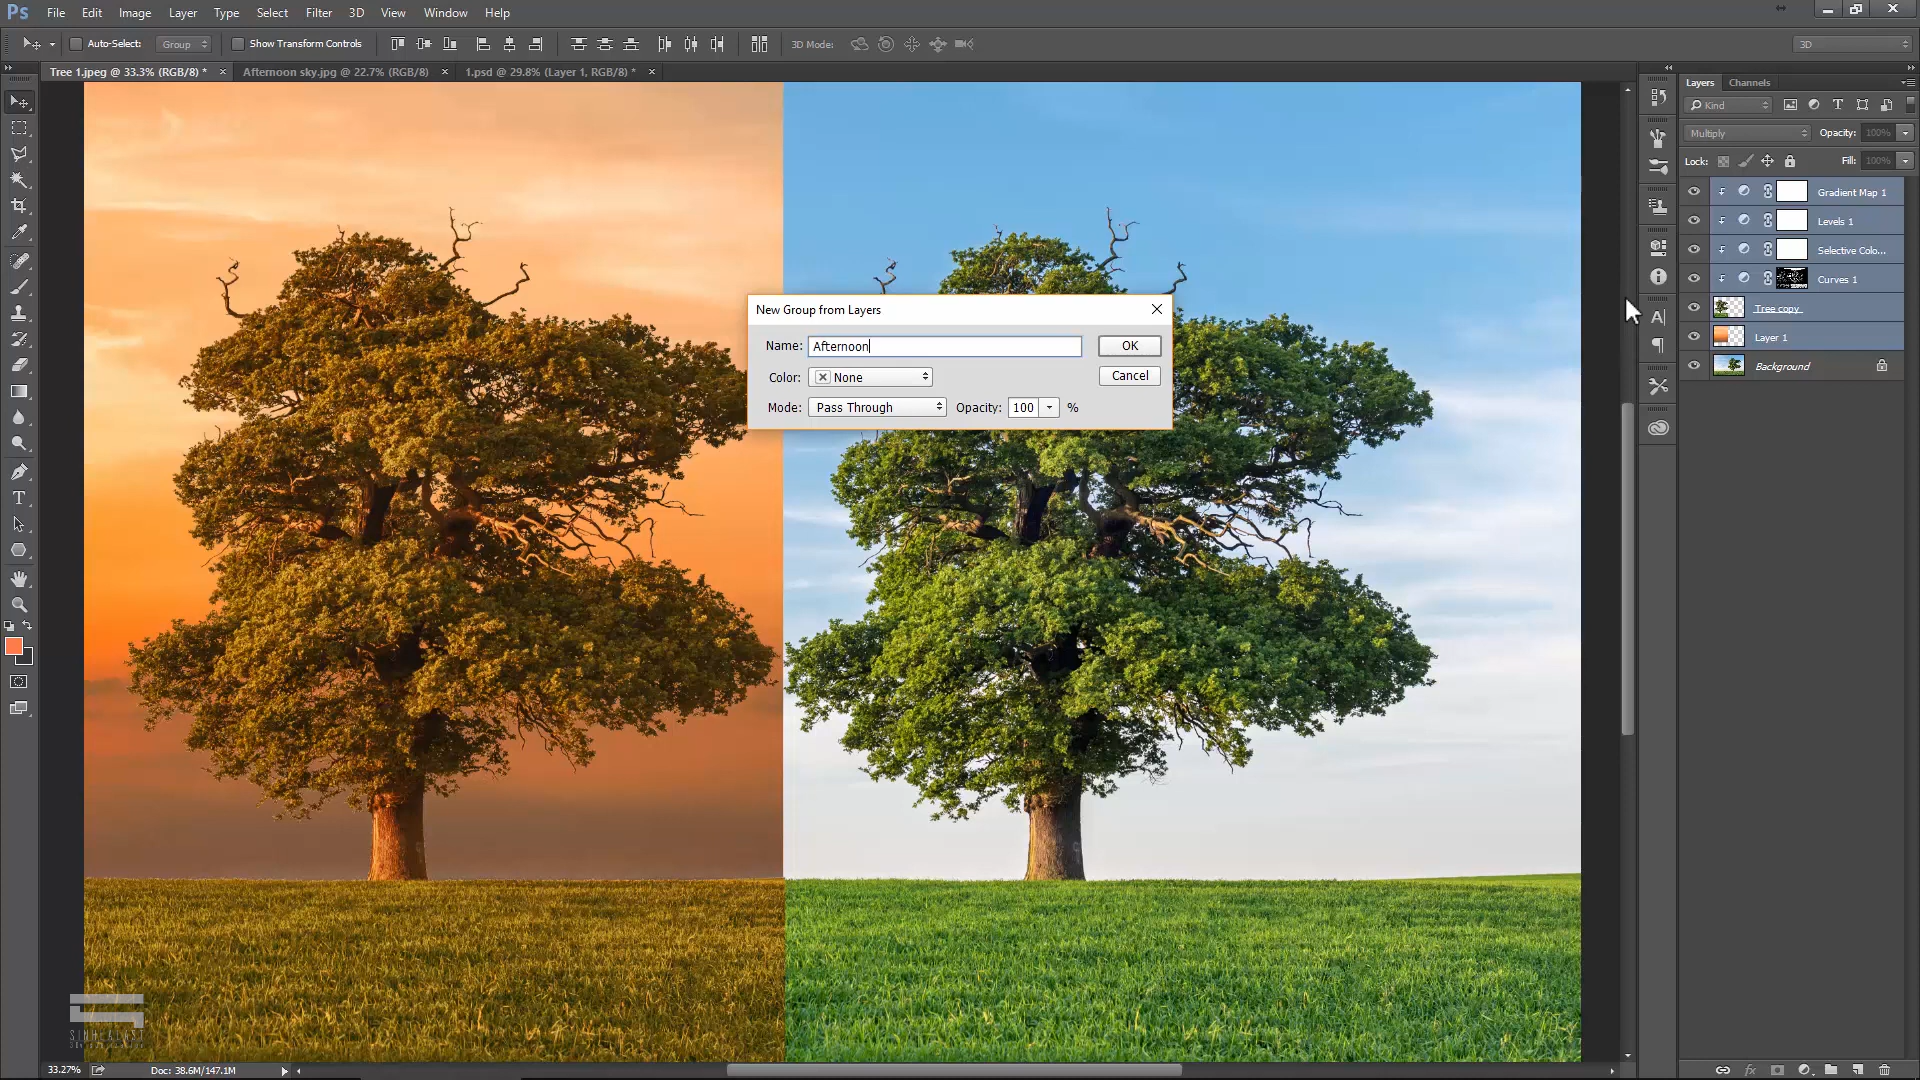 Ps File Edit Image Layer Type Select Filter 3D View Window Help
Auto-Select: Group Show Transform Controls 3D Mode: 3D
Tree 1.jpeg @ 33.3% (RGB/8) * × Afternoon sky.jpg @ 22.7% (RGB/8) × 1.psd @ 29.8% (Layer 1, RGB/8) * ×
Layers Channels
Kind
Multiply Opacity: 100%
Lock: Fill: 100%
Gradient Map 1
Levels 1
Selective Colo...
Curves 1
Tree copy
Layer 1
Background
New Group from Layers
Name: Afternoon OK
Color: None Cancel
Mode: Pass Through Opacity: 100 %
33.27% Doc: 38.6M/147.1M